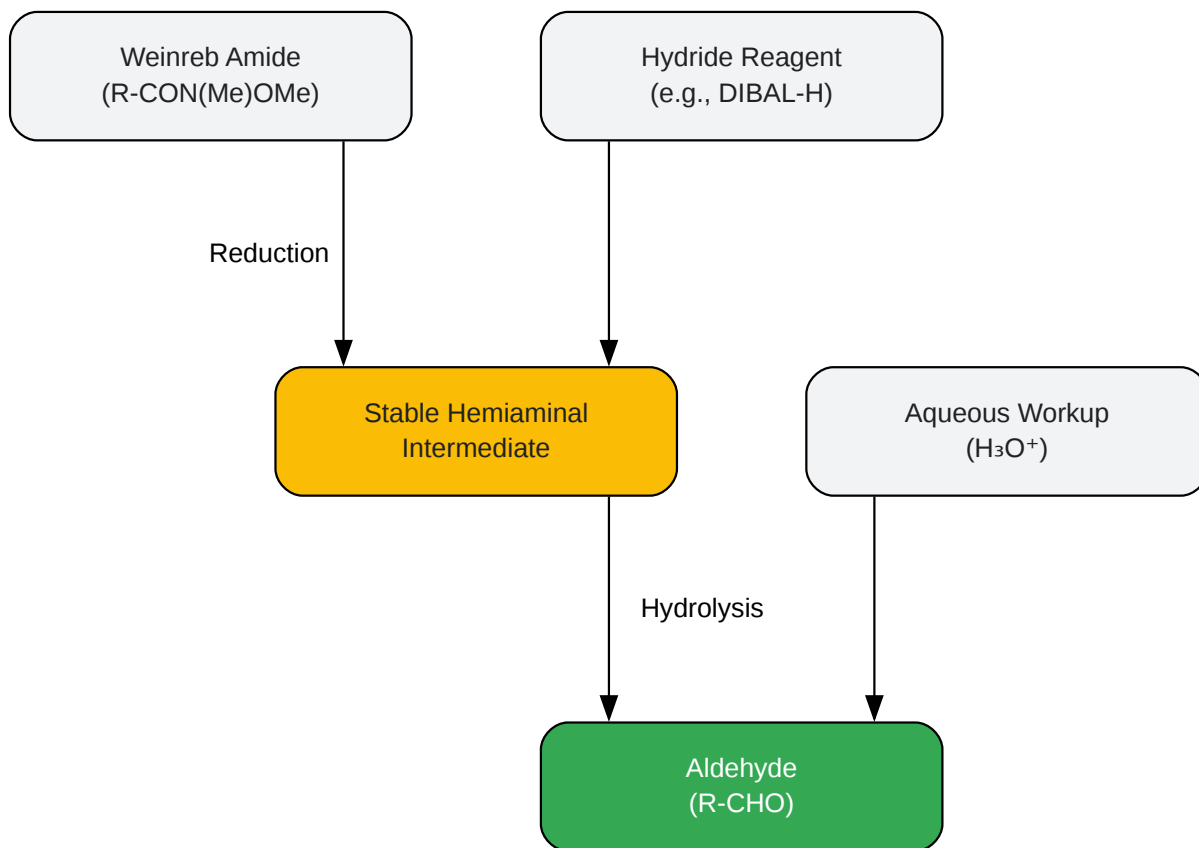 Weinreb Amide
(R-CON(Me)OMe)
Hydride Reagent
(e.g., DIBAL-H)
Reduction
Stable Hemiaminal
Intermediate
Aqueous Workup
(H₃O⁺)
Hydrolysis
Aldehyde
(R-CHO)